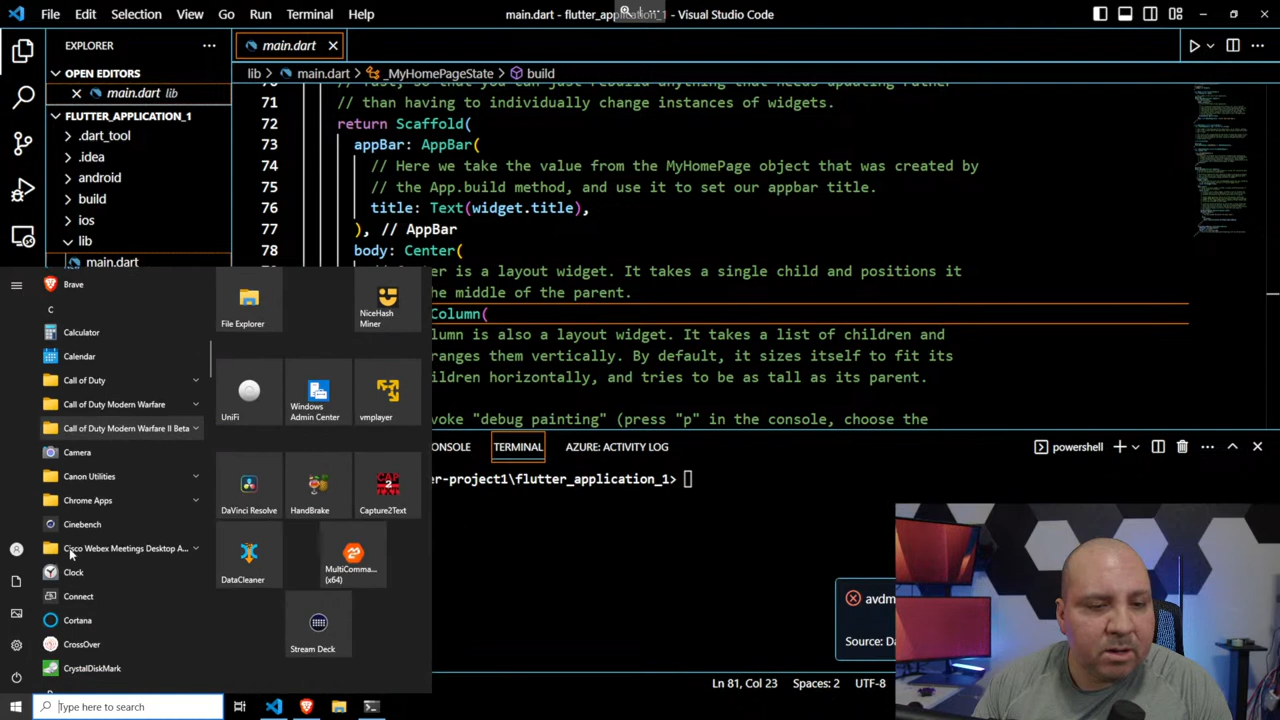 File Edit Selection View Go Run Terminal Help
main.dart - flutter_application_1 - Visual Studio Code
EXPLORER
OPEN EDITORS
main.dart lib
FLUTTER_APPLICATION_1
.dart_tool
.idea
android
build
ios
lib
main.dart
main.dart
lib > main.dart > _MyHomePageState > build
71 // than having to individually change instances of widgets.
72 return Scaffold(
73 appBar: AppBar(
74 // Here we take the value from the MyHomePage object that was created by
75 // the App.build method, and use it to set our appbar title.
76 title: Text(widget.title),
77 ), // AppBar
78 body: Center(
is a layout widget. It takes a single child and positions it
middle of the parent.
Column(
is also a layout widget. It takes a list of children and
them vertically. By default, it sizes itself to fit its
horizontally, and tries to be as tall as its parent.
"debug painting" (press "p" in the console, choose the
TERMINAL AZURE: ACTIVITY LOG
powershell
\flutter_application_1>
Source:
Ln 81, Col 23 Spaces: 2 UTF-8
Brave
C
Calculator
Calendar
Call of Duty
Call of Duty Modern Warfare
Call of Duty Modern Warfare II Beta
Camera
Canon Utilities
Chrome Apps
Cinebench
Cisco Webex Meetings Desktop A...
Clock
Connect
Cortana
CrossOver
CrystalDiskMark
File Explorer
NiceHash
Miner
UniFi
Windows
Admin Center
vmplayer
DaVinci Resolve
HandBrake
Capture2Text
DataCleaner
MultiComma...
(x64)
Stream Deck
Type here to search